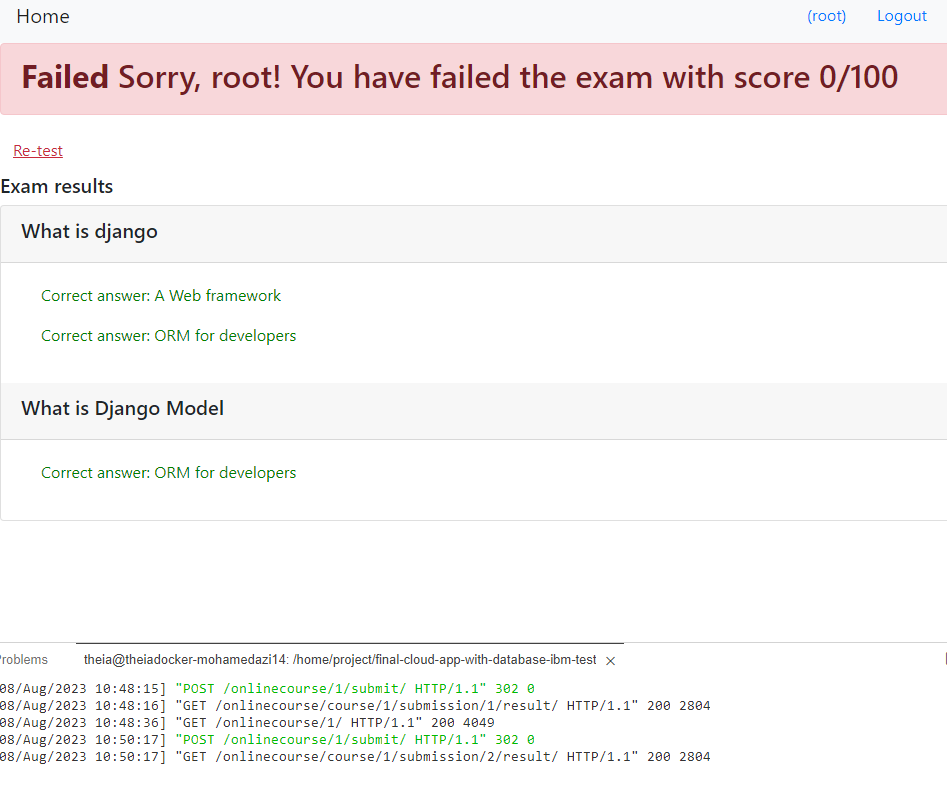 Home (root) Logout
Failed Sorry, root! You have failed the exam with score 0/100
Re-test
Exam results
What is django
Correct answer: A Web framework
Correct answer: ORM for developers
What is Django Model
Correct answer: ORM for developers
roblems theia@theiadocker-mohamedazi14: /home/project/final-cloud-app-with-database-ibm-test ×
08/Aug/2023 10:48:15] "POST /onlinecourse/1/submit/ HTTP/1.1" 302 0
08/Aug/2023 10:48:16] "GET /onlinecourse/course/1/submission/1/result/ HTTP/1.1" 200 2804
08/Aug/2023 10:48:36] "GET /onlinecourse/1/ HTTP/1.1" 200 4049
08/Aug/2023 10:50:17] "POST /onlinecourse/1/submit/ HTTP/1.1" 302 0
08/Aug/2023 10:50:17] "GET /onlinecourse/course/1/submission/2/result/ HTTP/1.1" 200 2804